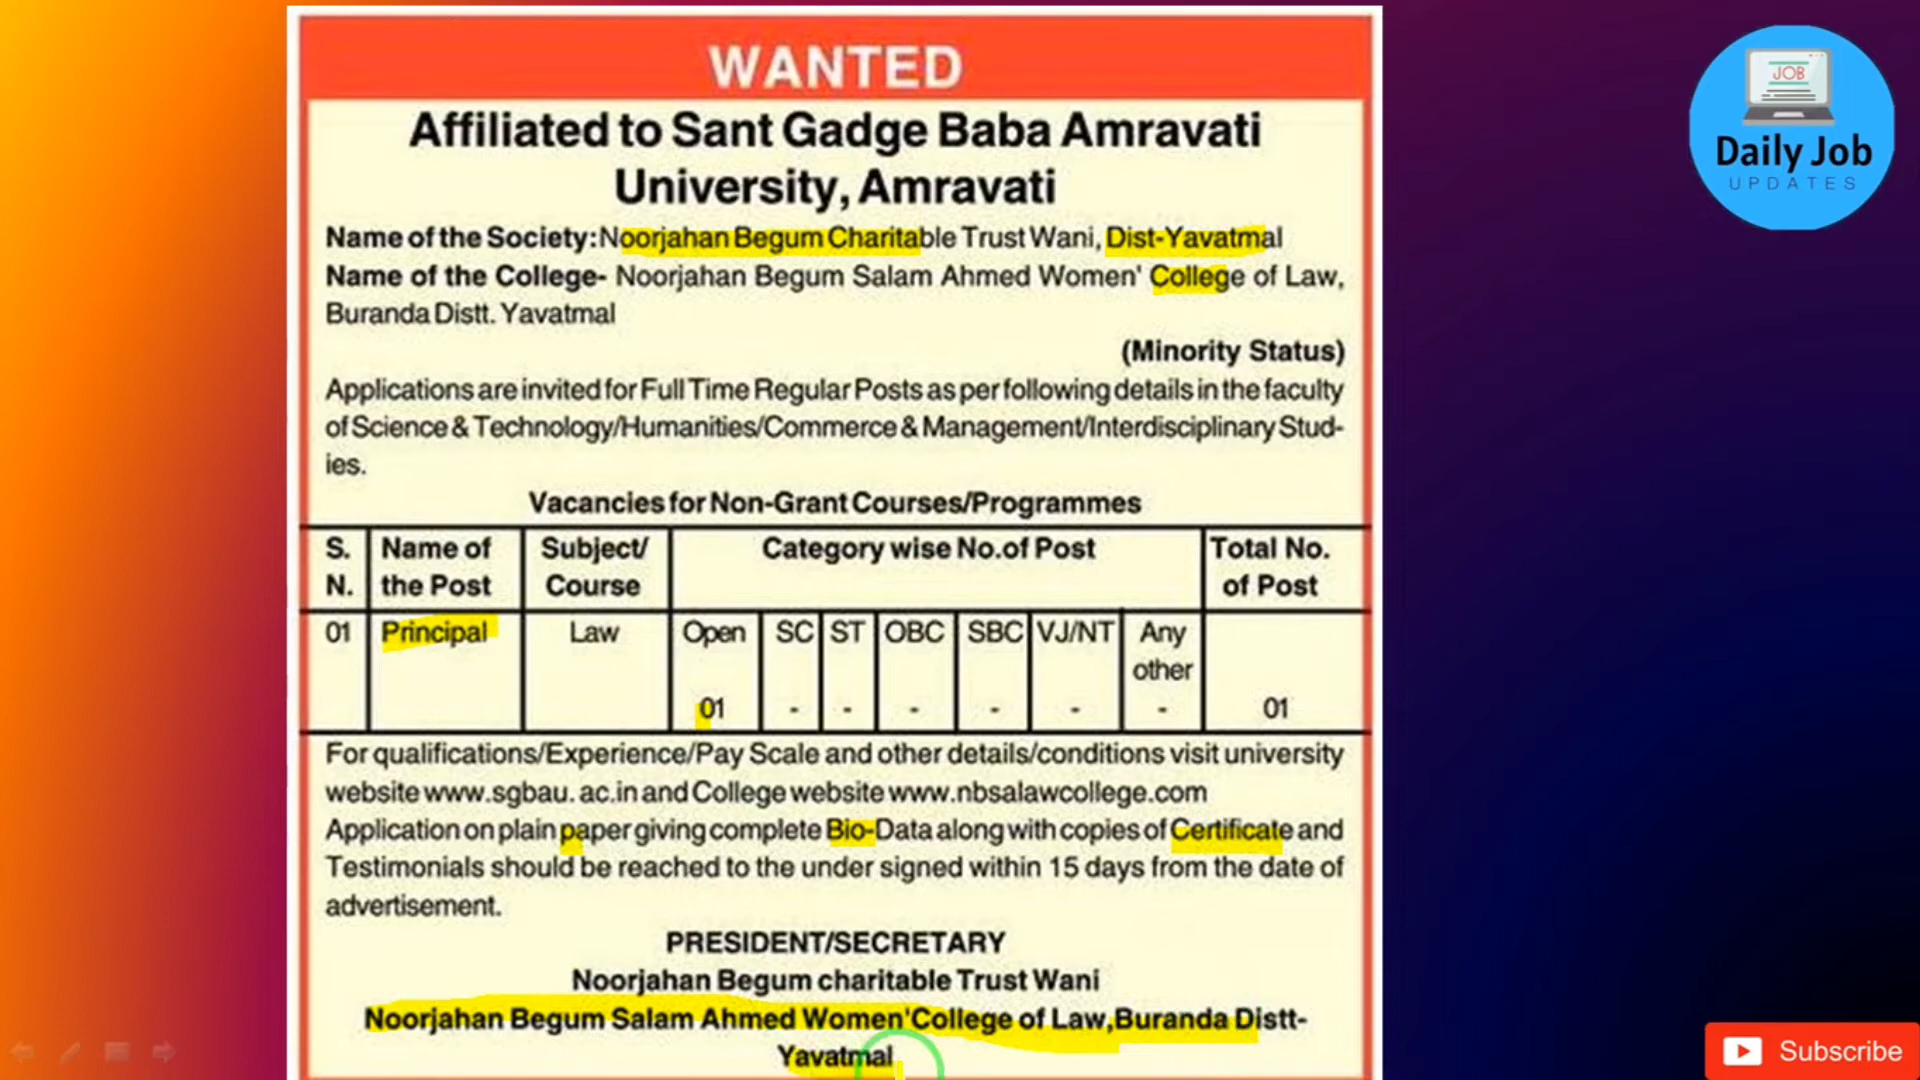 WANTED
Affiliated to Sant Gadge Baba Amravati
University, Amravati
Name of the Society: Noorjahan Begum Charitable Trust Wani, Dist-Yavatmal
Name of the College- Noorjahan Begum Salam Ahmed Women' College of Law,
Buranda Distt. Yavatmal
(Minority Status)
Applications are invited for Full Time Regular Posts as per following details in the faculty
of Science & Technology/Humanities/Commerce & Management/Interdisciplinary Stud-
ies.
Vacancies for Non-Grant Courses/Programmes
S. N. Name of the Post Subject/ Course Category wise No.of Post Total No. of Post
01 Principal Law Open SC ST OBC SBC VJ/NT Any other
01 - - - - - - 01
For qualifications/Experience/Pay Scale and other details/conditions visit university
website www.sgbau. ac.in and College website www.nbsalawcollege.com
Application on plain paper giving complete Bio-Data along with copies of Certificate and
Testimonials should be reached to the under signed within 15 days from the date of
advertisement.
PRESIDENT/SECRETARY
Noorjahan Begum charitable Trust Wani
Noorjahan Begum Salam Ahmed Women'College of Law,Buranda Distt-
Yavatmal
JOB
Daily Job
UPDATES
Subscribe